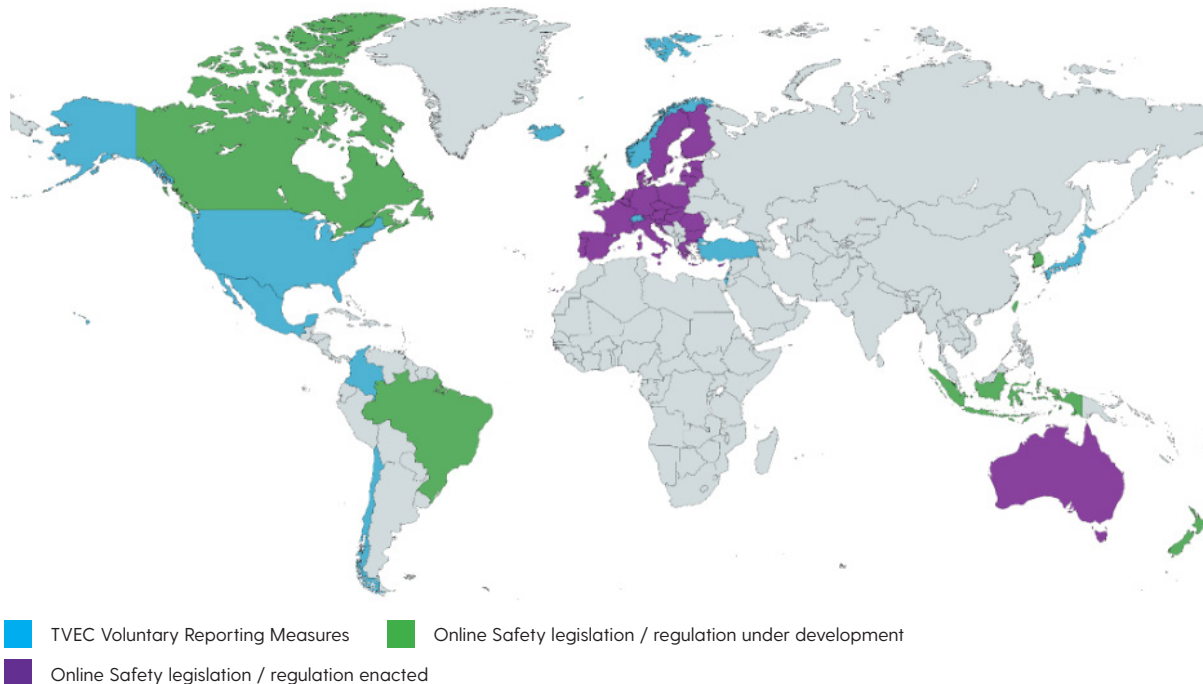 TVEC Voluntary Reporting Measures
Online Safety legislation / regulation under development
Online Safety legislation / regulation enacted